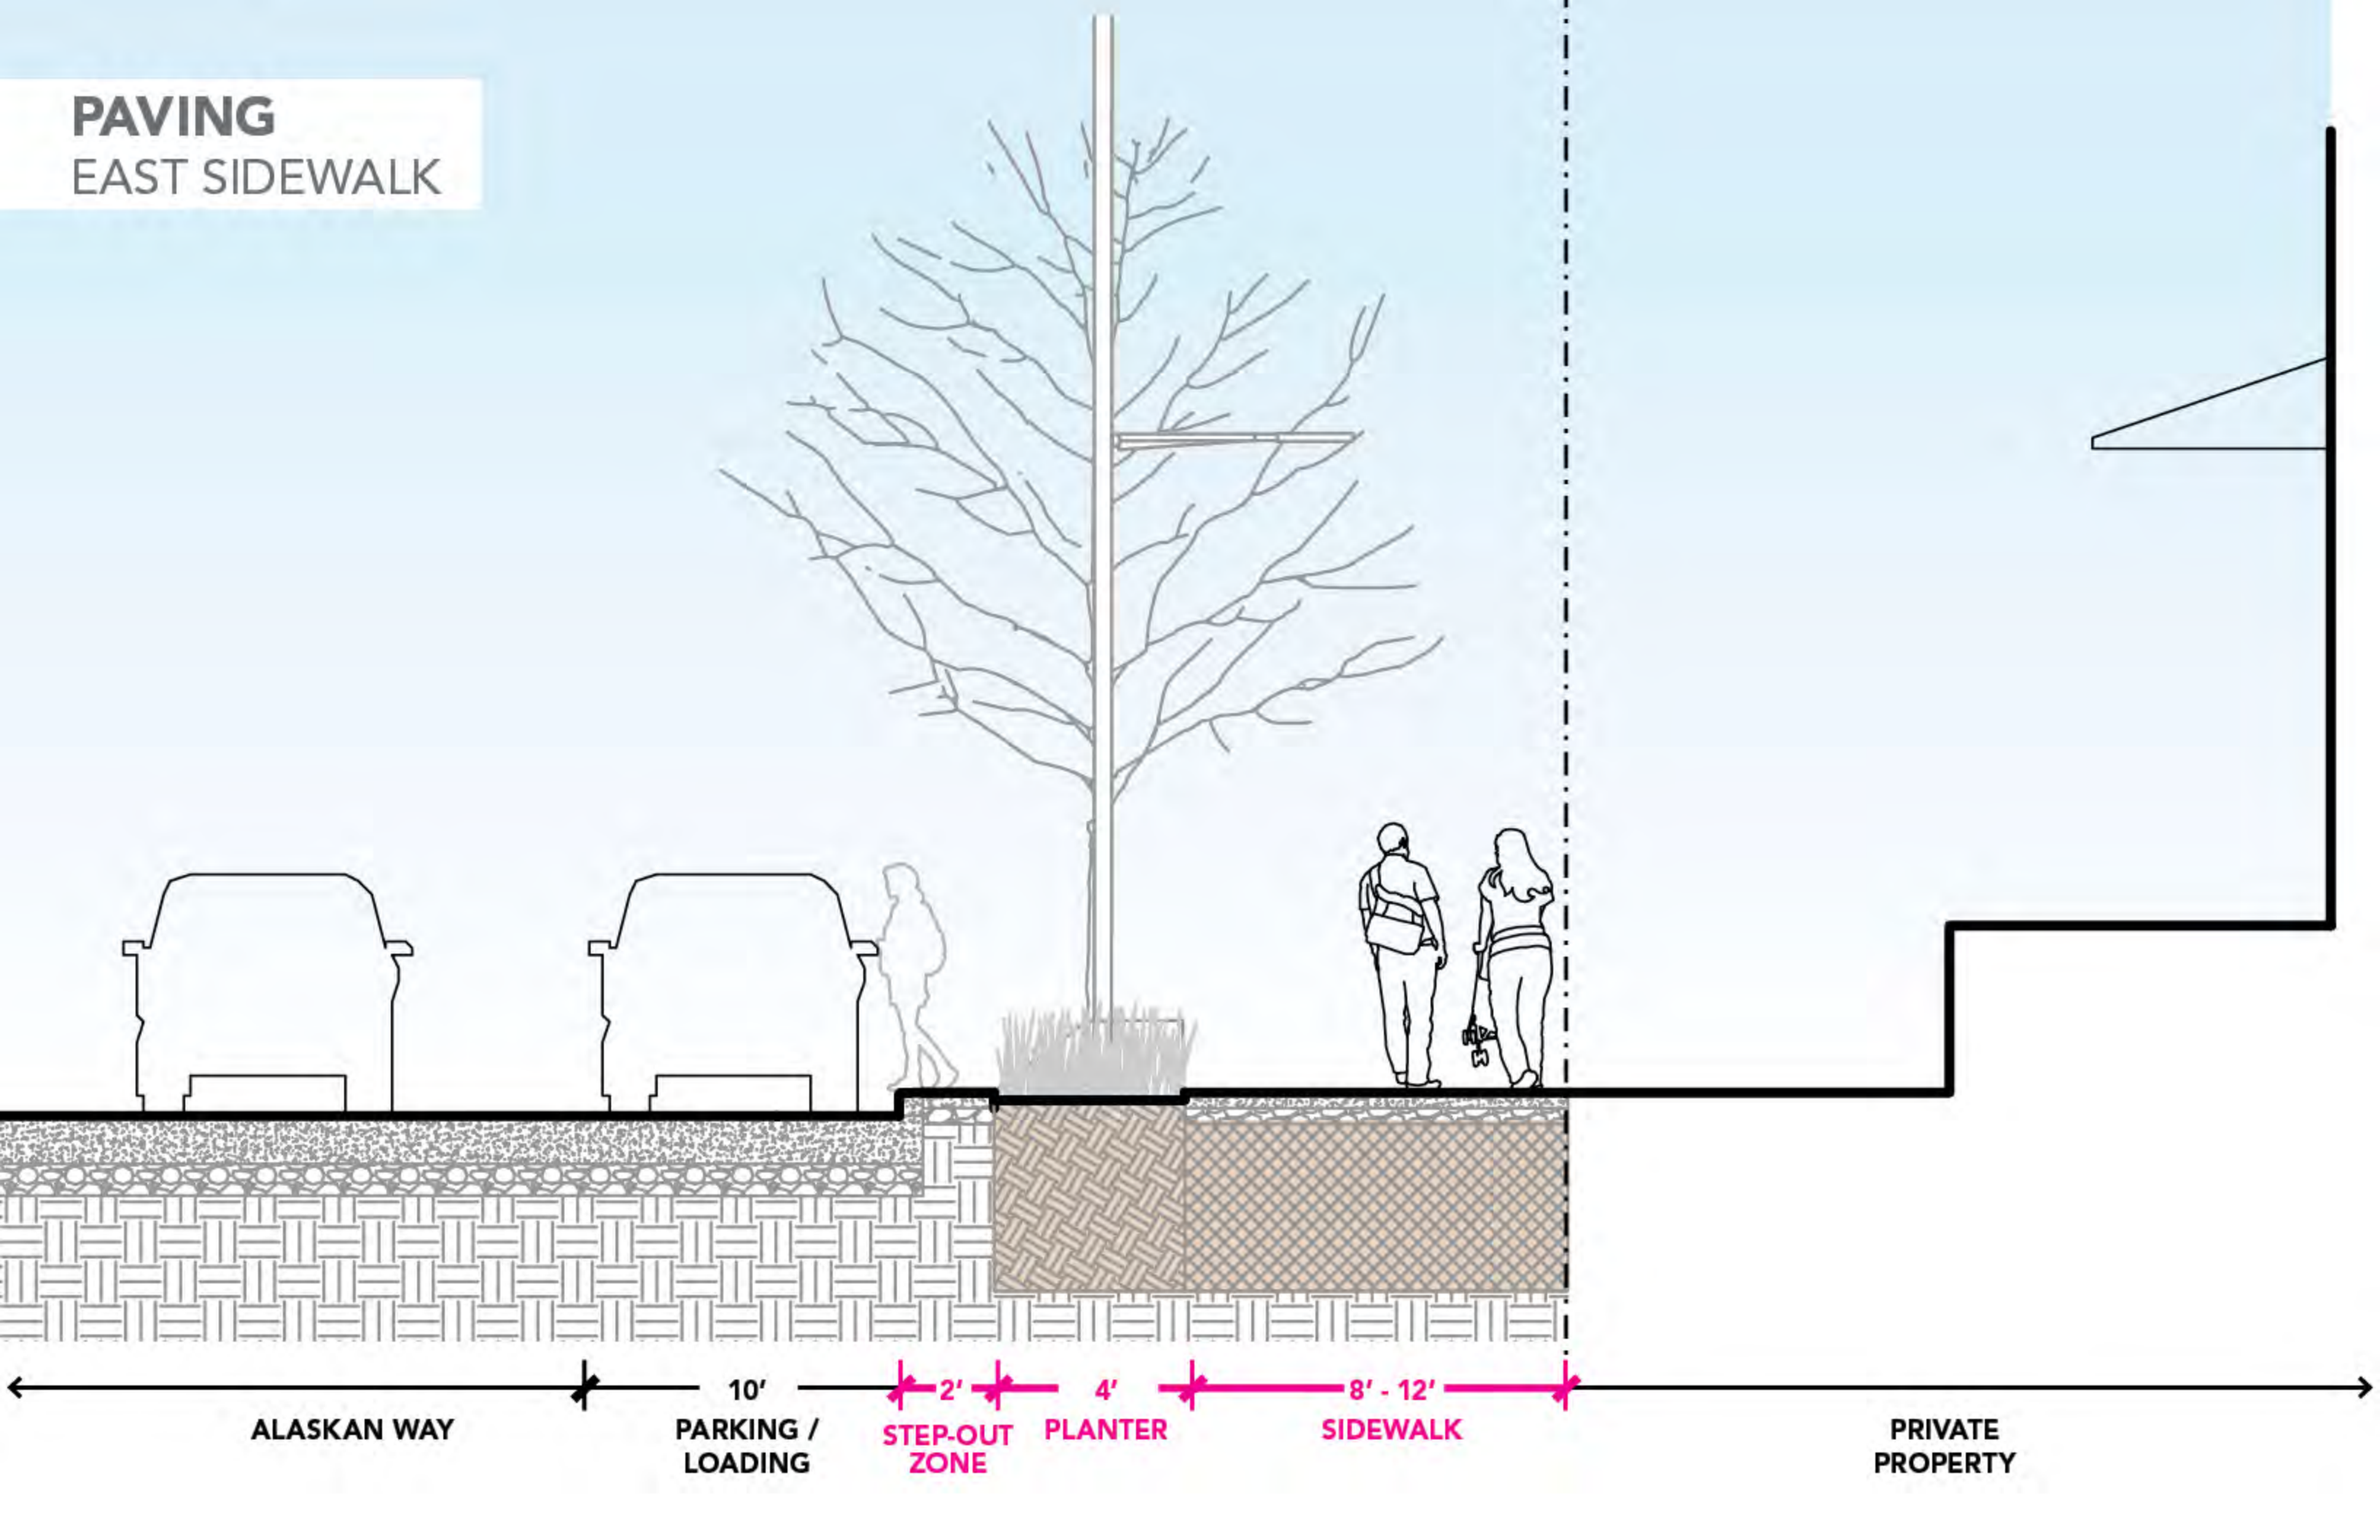 PAVING
EAST SIDEWALK
10’
2’
4’
8’ - 12’
ALASKAN WAY
PARKING /
LOADING
STEP-OUT
ZONE
PLANTER
SIDEWALK
PRIVATE
PROPERTY